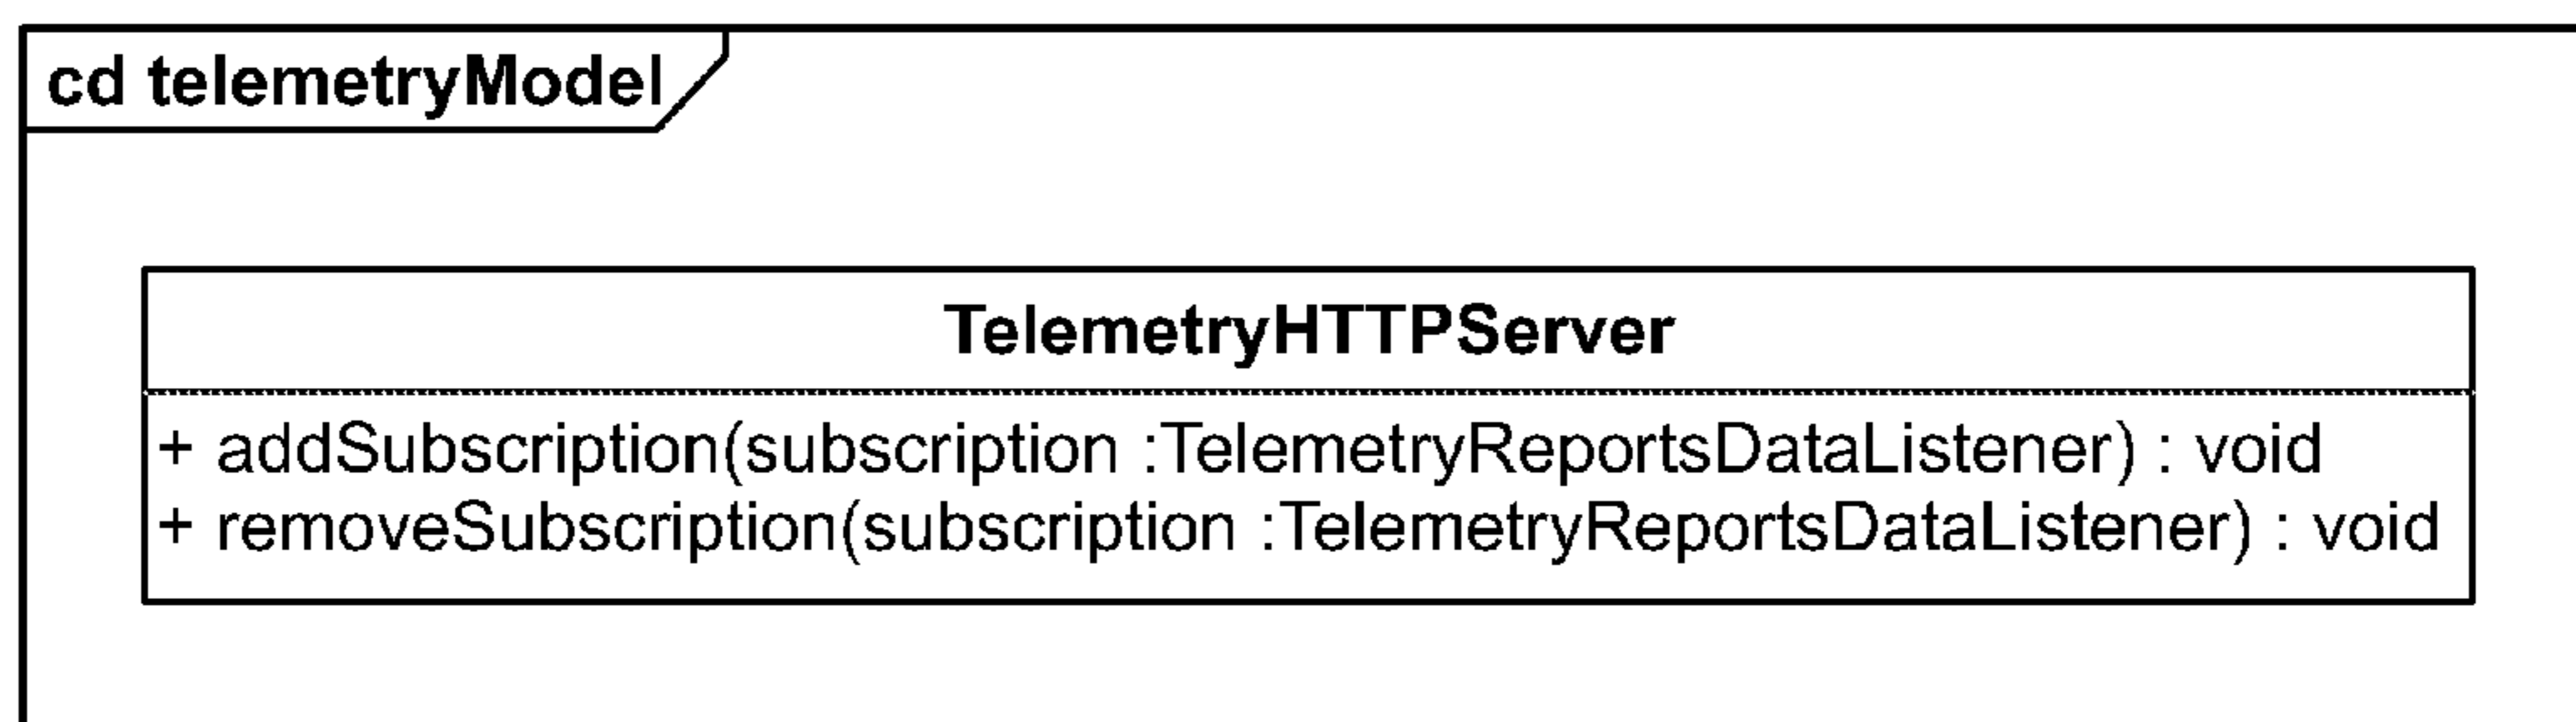 cd telemetryModel
TelemetryHTTPServer
+ addSubscription(subscription :TelemetryReportsDataListener) : void
+ removeSubscription(subscription :TelemetryReportsDataListener) : void